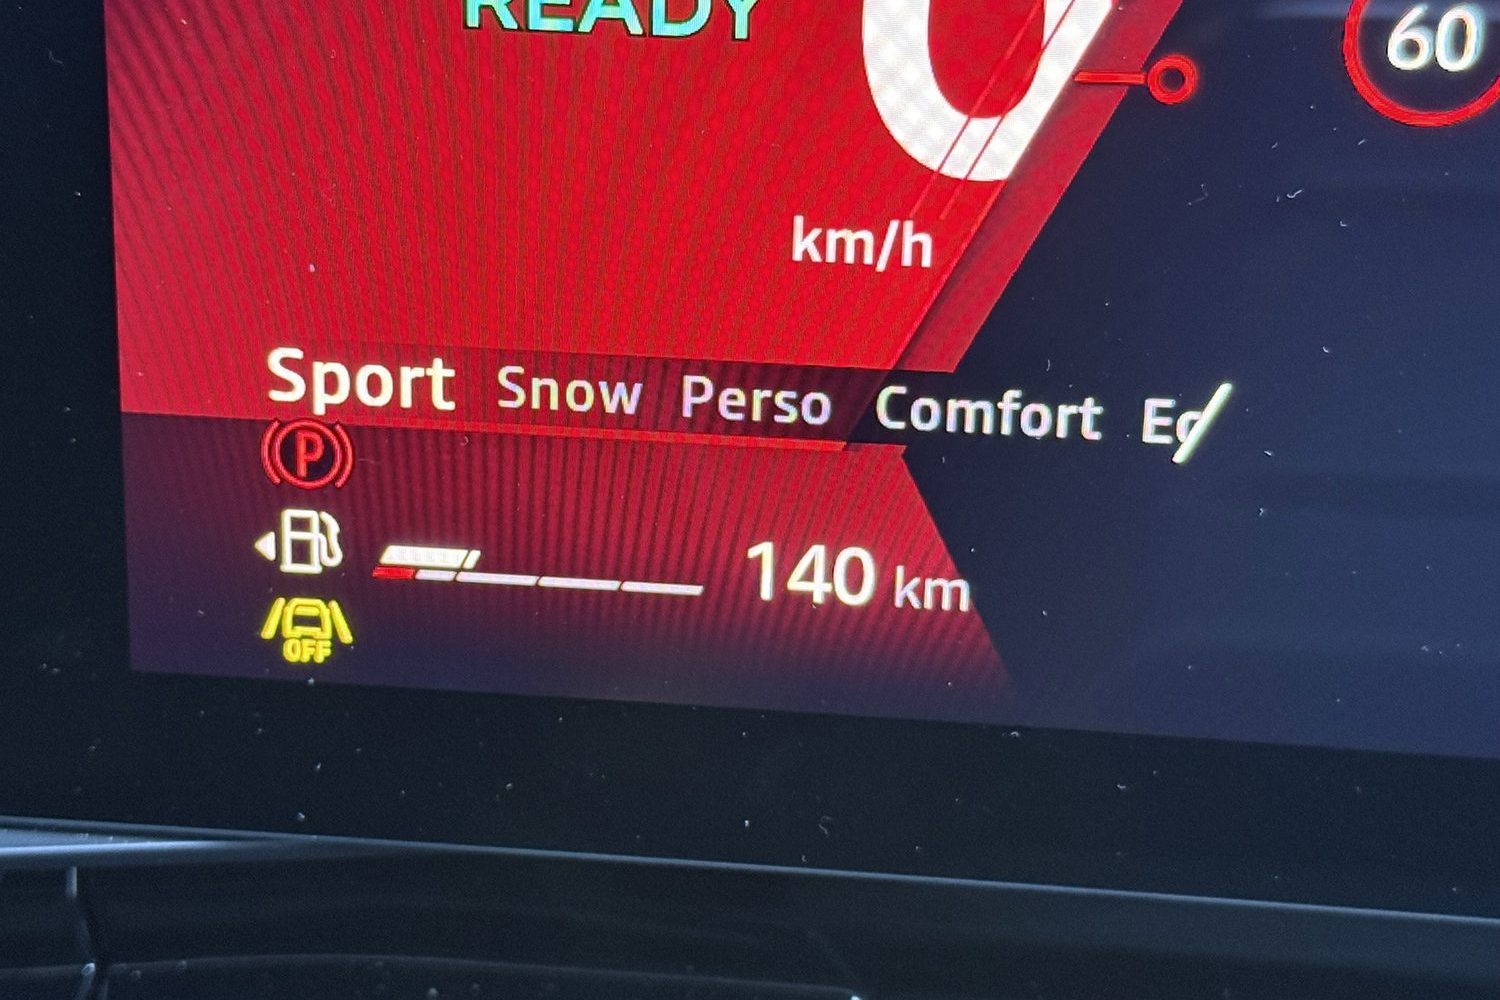 READY
0
60
km/h
Sport Snow Perso Comfort
P
140 km
OFF